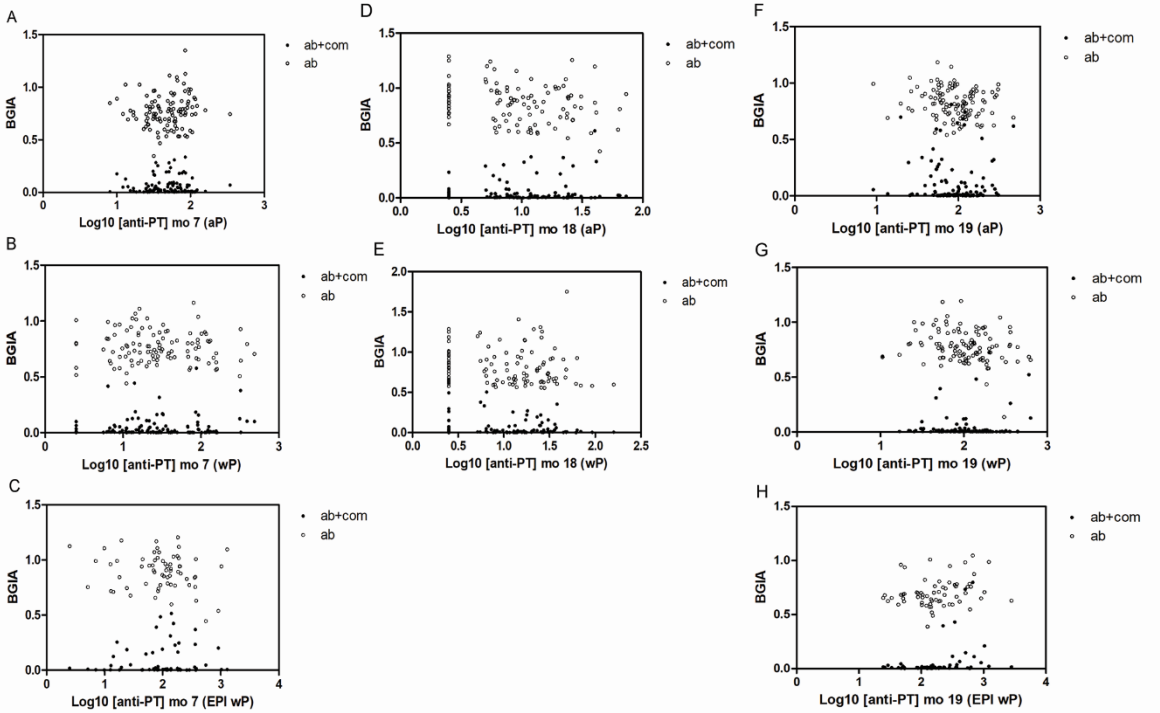 A
1.5
1.0
0.5
0.0
BGIA
0
1
2
3
Log10 [anti-PT] mo 7 (aP)
ab+com
ab
B
1.5
1.0
0.5
0.0
BGIA
0
1
2
3
Log10 [anti-PT] mo 7 (wP)
ab+com
ab
C
1.5
1.0
0.5
0.0
BGIA
0
1
2
3
4
Log10 [anti-PT] mo 7 (EPI wP)
ab+com
ab
D
1.5
1.0
0.5
0.0
BGIA
0.0
0.5
1.0
1.5
2.0
Log10 [anti-PT] mo 18 (aP)
ab+com
ab
E
2.0
1.5
1.0
0.5
0.0
BGIA
0.0
0.5
1.0
1.5
2.0
2.5
Log10 [anti-PT] mo 18 (wP)
ab+com
ab
F
1.5
1.0
0.5
0.0
BGIA
0
1
2
3
Log10 [anti-PT] mo 19 (aP)
ab+com
ab
G
1.5
1.0
0.5
0.0
BGIA
0
1
2
3
Log10 [anti-PT] mo 19 (wP)
ab+com
ab
H
1.5
1.0
0.5
0.0
BGIA
0
1
2
3
4
Log10 [anti-PT] mo 19 (EPI wP)
ab+com
ab